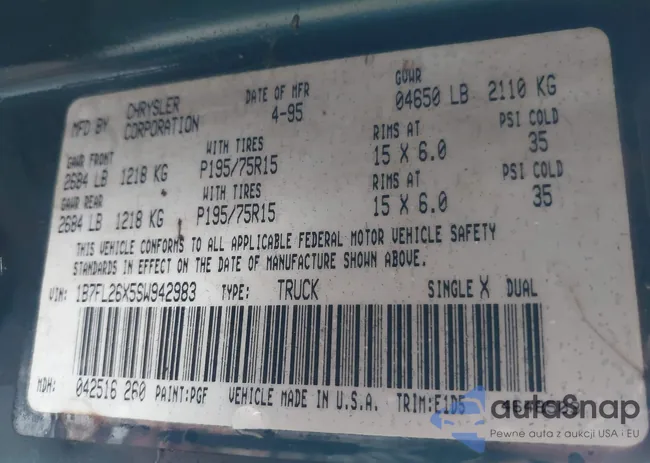 MFD BY CHRYSLER CORPORATION DATE OF MFR 4-95 GVWR 04650 LB 2110 KG
GAWR FRONT WITH TIRES RIMS AT PSI COLD
2684 LB 1218 KG P195/75R15 15 X 6.0 35
GAWR REAR WITH TIRES RIMS AT PSI COLD
2684 LB 1218 KG P195/75R15 15 X 6.0 35
THIS VEHICLE CONFORMS TO ALL APPLICABLE FEDERAL MOTOR VEHICLE SAFETY
STANDARDS IN EFFECT ON THE DATE OF MANUFACTURE SHOWN ABOVE.
VIN: 1B7FL26X5SW942983 TYPE: TRUCK SINGLE X DUAL
MDH: 042516 260 PAINT:PGF VEHICLE MADE IN U.S.A. TRIM:E1D5
autoSnap
Pewne auta z aukcji USA i EU